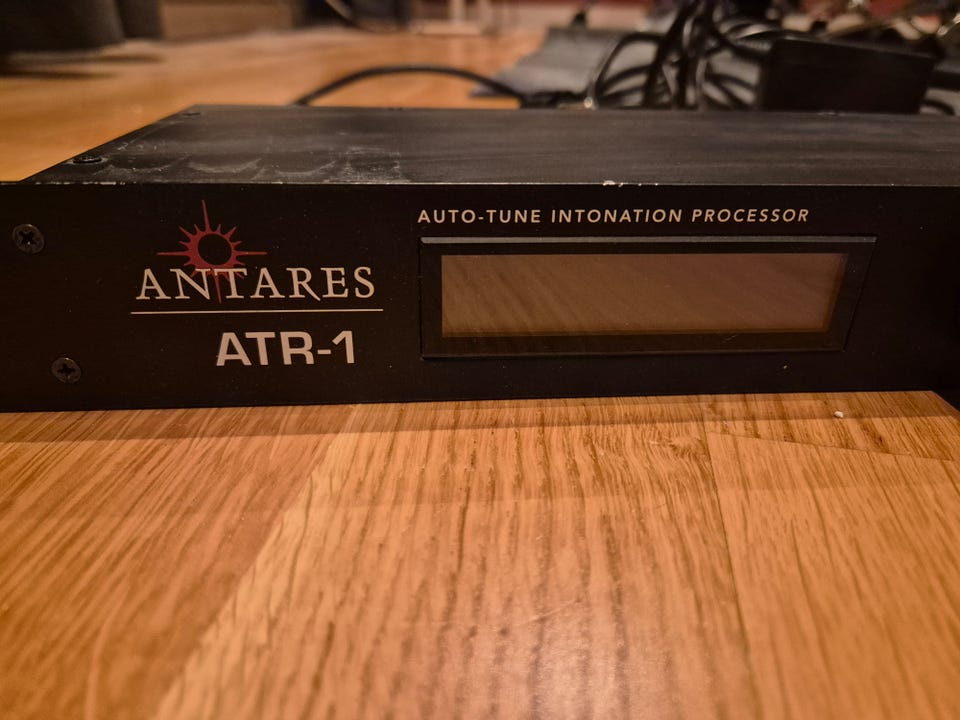 AUTO-TUNE INTONATION PROCESSOR
ANTARES
ATR-1